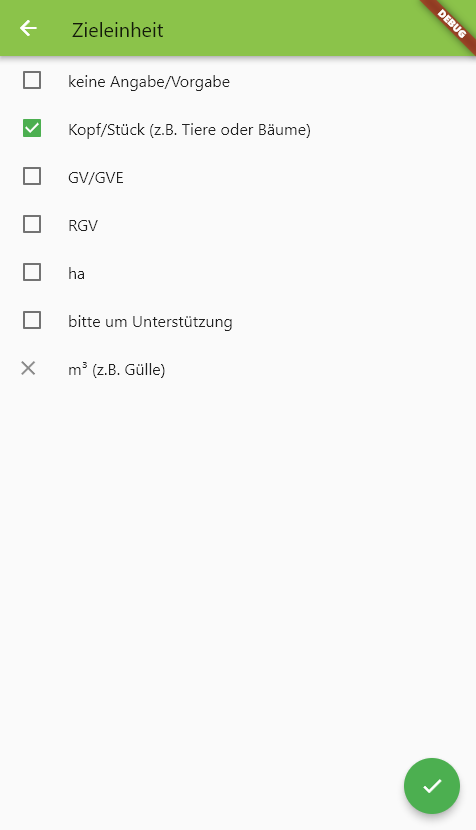 Zieleinheit
DEBUG
keine Angabe/Vorgabe
Kopf/Stück (z.B. Tiere oder Bäume)
GV/GVE
RGV
ha
bitte um Unterstützung
m³ (z.B. Gülle)